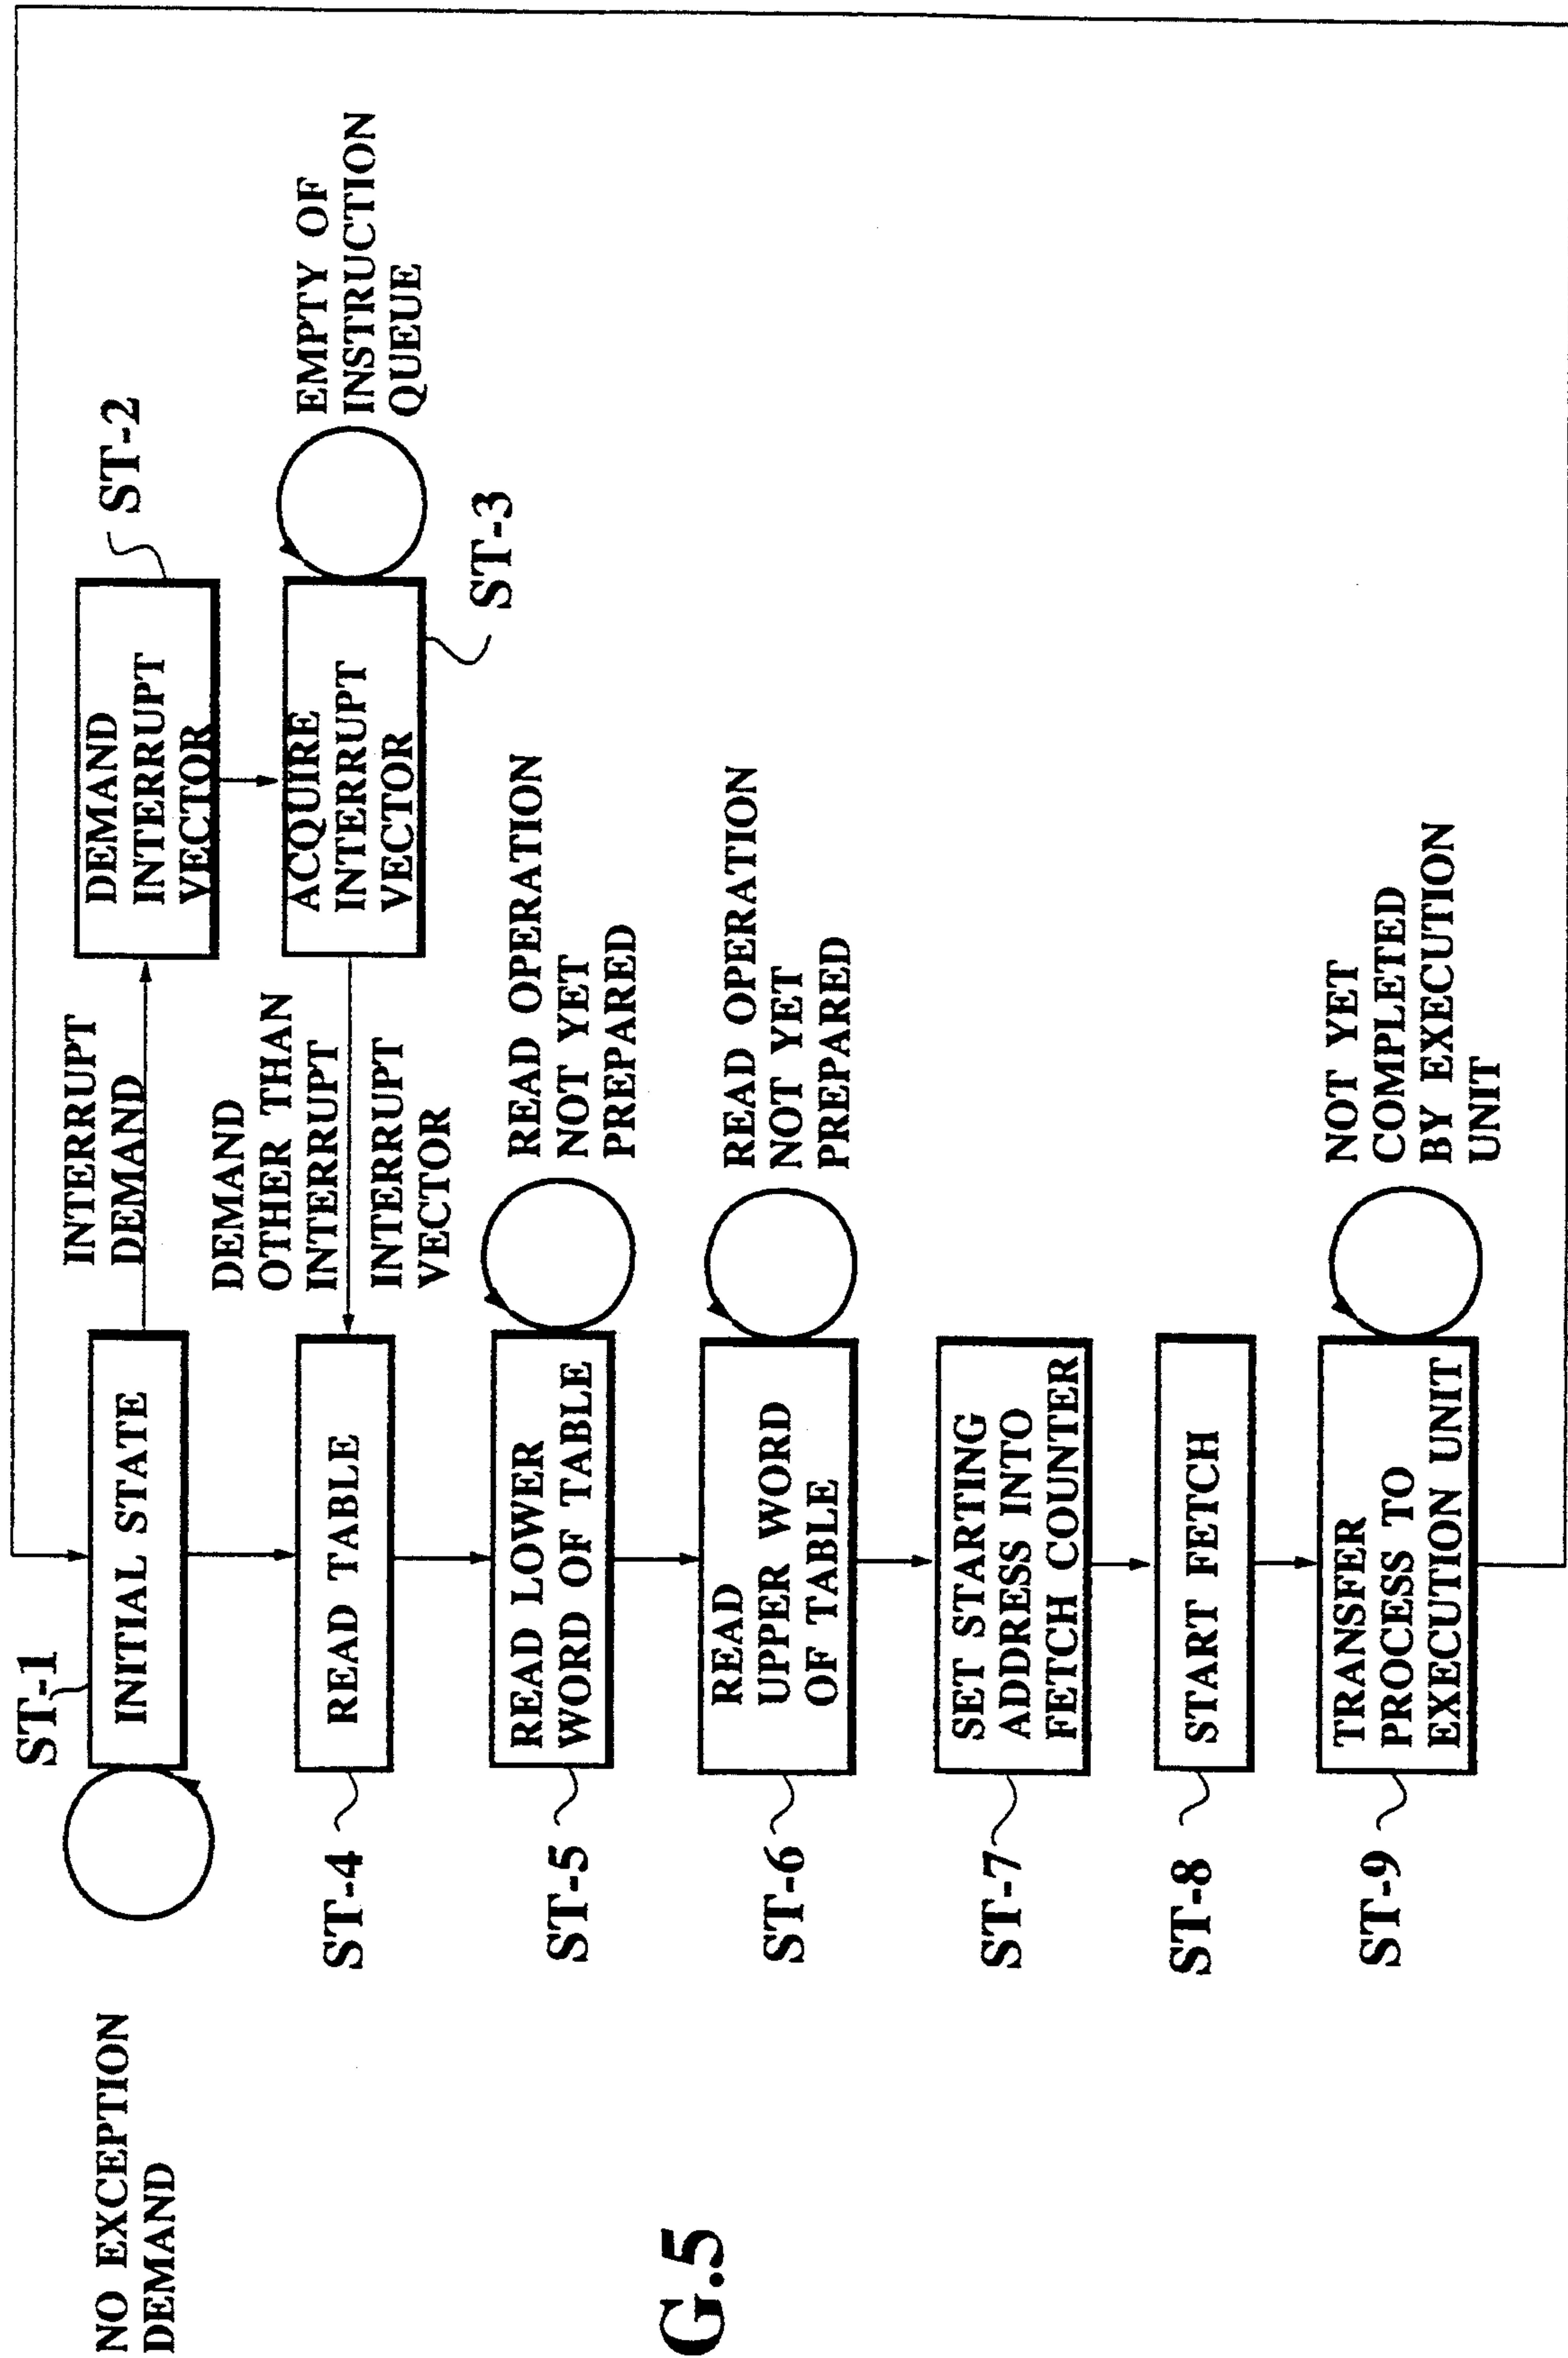 NO EXCEPTION
DEMAND
ST-1
INITIAL STATE
INTERRUPT
DEMAND
DEMAND
INTERRUPT
VECTOR
ST-2
DEMAND
OTHER THAN
INTERRUPT
INTERRUPT
VECTOR
ACQUIRE
INTERRUPT
VECTOR
ST-3
EMPTY OF
INSTRUCTION
QUEUE
ST-4
READ TABLE
ST-5
READ LOWER
WORD OF TABLE
READ OPERATION
NOT YET
PREPARED
ST-6
READ
UPPER WORD
OF TABLE
READ OPERATION
NOT YET
PREPARED
ST-7
SET STARTING
ADDRESS INTO
FETCH COUNTER
ST-8
START FETCH
ST-9
TRANSFER
PROCESS TO
EXECUTION UNIT
NOT YET
COMPLETED
BY EXECUTION
UNIT
G.5